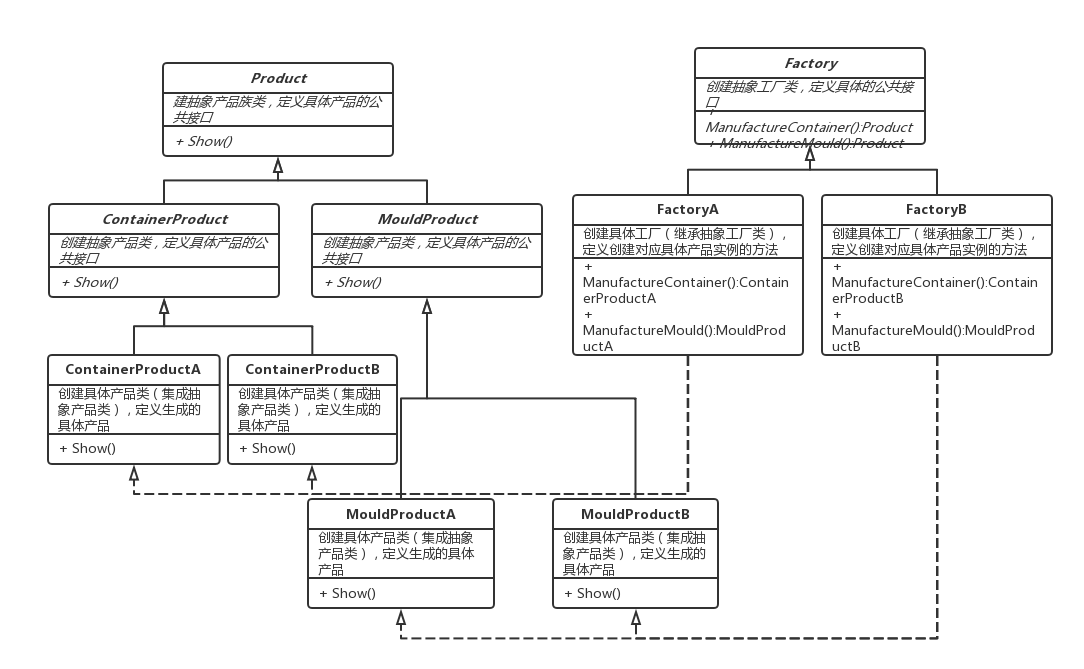 Product
建抽象产品族类，定义具体产品的公
共接口
+ Show()
Factory
创建抽象工厂类，定义具体的公共接
口
+
ManufactureContainer():Product
+ ManufactureMould():Product
ContainerProduct
创建抽象产品类，定义具体产品的公
共接口
+ Show()
MouldProduct
创建抽象产品类，定义具体产品的公
共接口
+ Show()
FactoryA
创建具体工厂（继承抽象工厂类），
定义创建对应具体产品实例的方法
+
ManufactureContainer():Contain
erProductA
+
ManufactureMould():MouldProd
uctA
FactoryB
创建具体工厂（继承抽象工厂类），
定义创建对应具体产品实例的方法
+
ManufactureContainer():Contain
erProductB
+
ManufactureMould():MouldProd
uctB
ContainerProductA
创建具体产品类（集成抽
象产品类），定义生成的
具体产品
+ Show()
ContainerProductB
创建具体产品类（集成抽
象产品类），定义生成的
具体产品
+ Show()
MouldProductA
创建具体产品类（集成抽象
产品类），定义生成的具体
产品
+ Show()
MouldProductB
创建具体产品类（集成抽
象产品类），定义生成的
具体产品
+ Show()